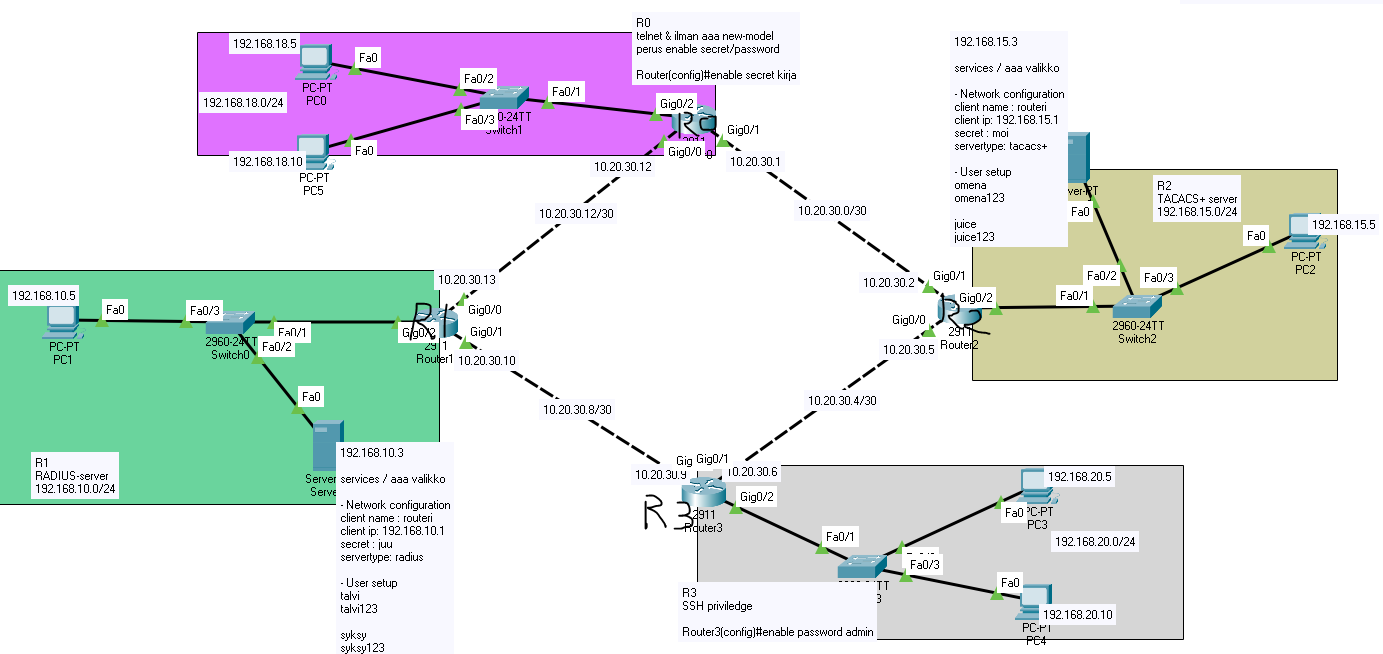 R0
telnet & ilman aaa new-model
perus enable secret/password
Router(config)#enable secret kirja
192.168.18.5
Fa0
PC-PT
PC0
192.168.18.0/24
Fa0/2
Fa0/1
Fa0/3
Switch1
192.168.18.10
Fa0
PC-PT
PC5
Gig0/2
R0
Gig0/1
Gig0/0
10.20.30.12
10.20.30.1
10.20.30.12/30
10.20.30.0/30
192.168.15.3
services / aaa valikko
- Network configuration
client name : routeri
client ip: 192.168.15.1
secret : moi
servertype: tacacs+
- User setup
omena
omena123
juice
juice123
Fa0
R2
TACACS+ server
192.168.15.0/24
192.168.15.5
Fa0
PC-PT
PC2
Fa0/2
Fa0/3
Fa0/1
2960-24TT
Switch2
10.20.30.2
Gig0/1
Gig0/2
Gig0/0
R2
2911
Router2
10.20.30.5
10.20.30.13
Gig0/0
R1
Gig0/1
Router1
10.20.30.10
192.168.10.5
Fa0
PC-PT
PC1
Fa0/3
Fa0/1
2960-24TT
Switch0
Fa0/2
Fa0
R1
RADIUS-server
192.168.10.0/24
192.168.10.3
services / aaa valikko
- Network configuration
client name : routeri
client ip: 192.168.10.1
secret : juu
servertype: radius
- User setup
talvi
talvi123
syksy
syksy123
10.20.30.8/30
10.20.30.4/30
10.20.30.9
Gig0/1
10.20.30.6
R3
2911
Router3
Gig0/2
Fa0/1
Fa0/3
192.168.20.5
Fa0
PC-PT
PC3
192.168.20.0/24
Fa0
192.168.20.10
PC-PT
PC4
R3
SSH priviledge
Router3(config)#enable password admin